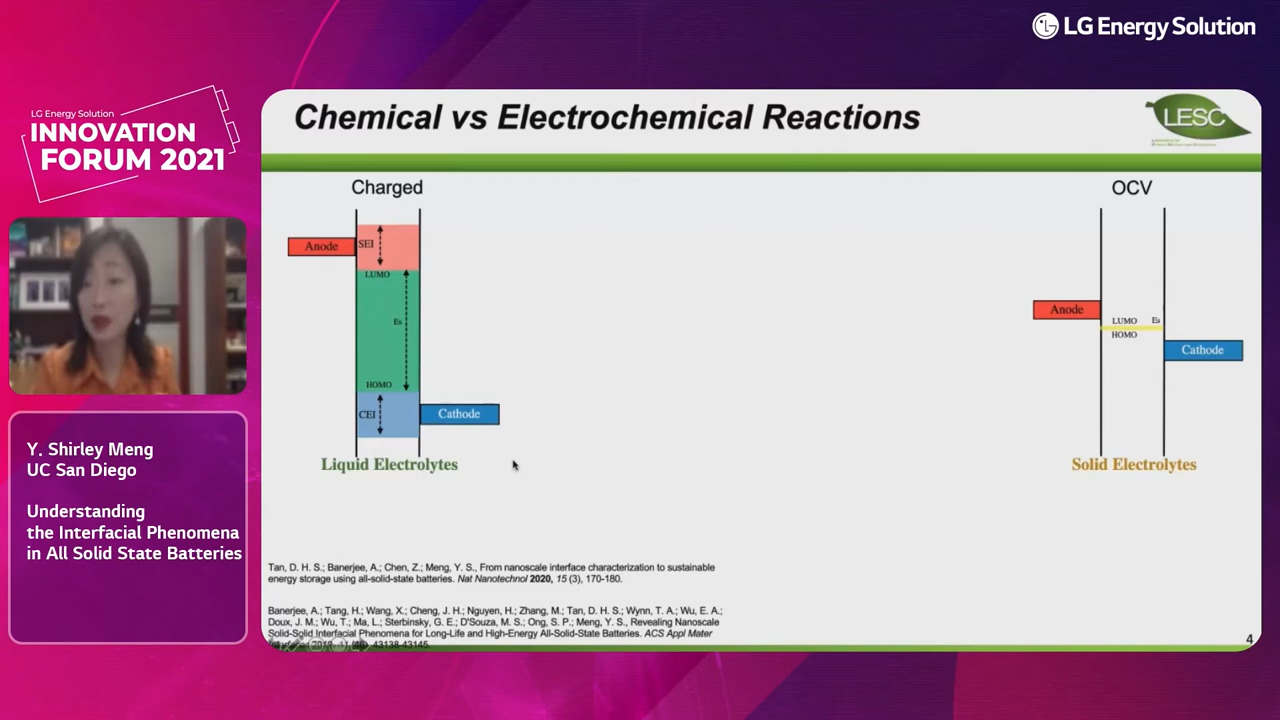 LG Energy Solution
LG Energy Solution
INNOVATION
FORUM 2021
Chemical vs Electrochemical Reactions
LESC
Charged
OCV
Anode
SEI
LUMO
Es
HOMO
CEI
Cathode
Liquid Electrolytes
Anode
LUMO Es
HOMO
Cathode
Solid Electrolytes
Y. Shirley Meng
UC San Diego
Understanding
the Interfacial Phenomena
in All Solid State Batteries
Tan, D. H. S.; Banerjee, A.; Chen, Z.; Meng, Y. S., From nanoscale interface characterization to sustainable
energy storage using all-solid-state batteries. Nat Nanotechnol 2020, 15 (3), 170-180.
Banerjee, A.; Tang, H.; Wang, X.; Cheng, J. H.; Nguyen, H.; Zhang, M.; Tan, D. H. S.; Wynn, T. A.; Wu, E. A.;
Doux, J. M.; Wu, T.; Ma, L.; Sterbinsky, G. E.; D'Souza, M. S.; Ong, S. P.; Meng, Y. S., Revealing Nanoscale
Solid-Solid Interfacial Phenomena for Long-Life and High-Energy All-Solid-State Batteries. ACS Appl Mater
43138-43145.
4